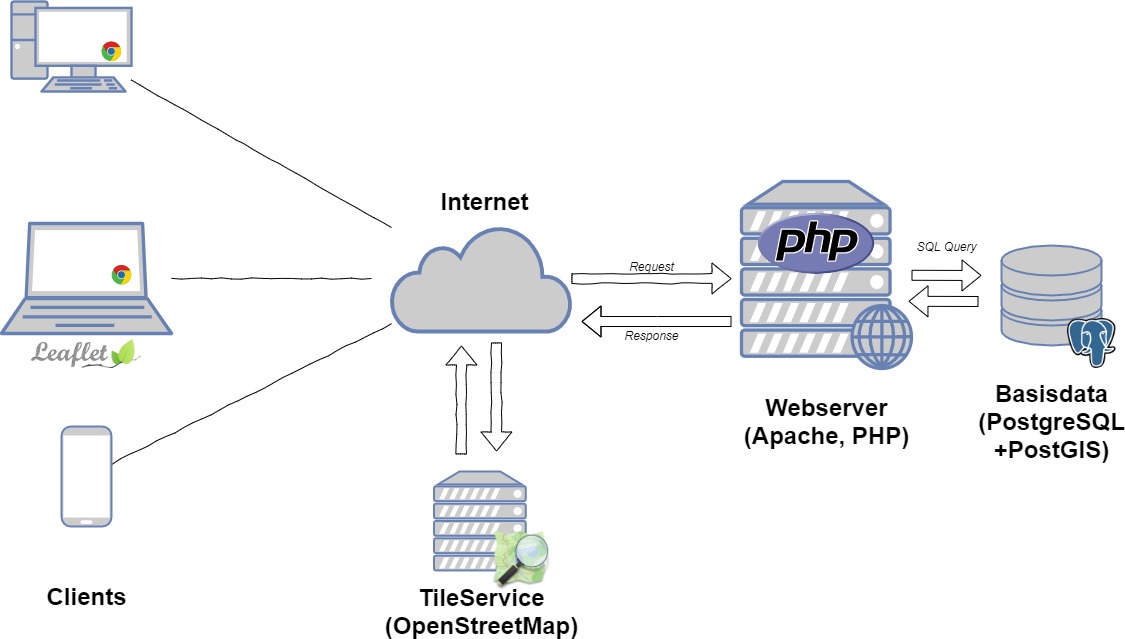 Internet
Request
Response
php
SQL Query
Leaflet
Webserver
(Apache, PHP)
Basisdata
(PostgreSQL
+PostGIS)
Clients
TileService
(OpenStreetMap)